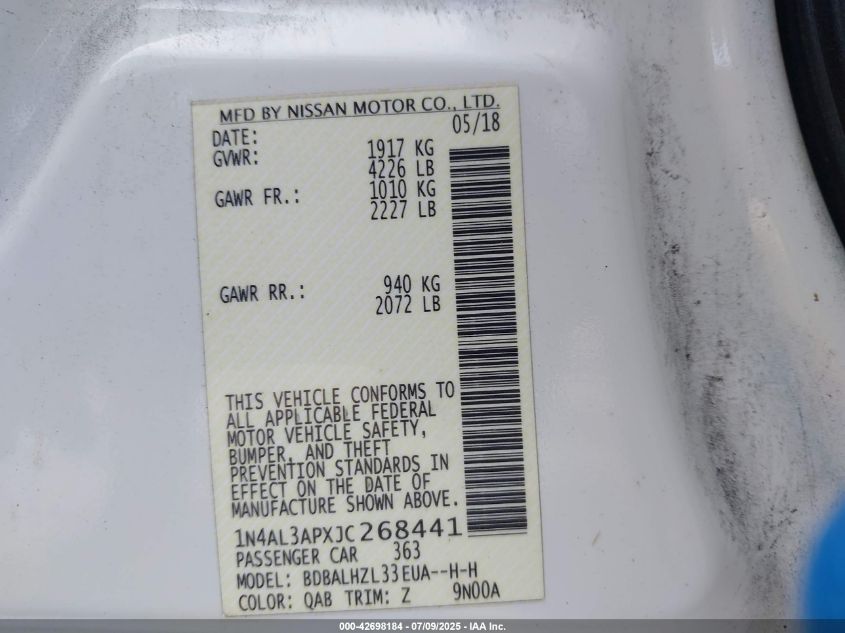 MFD BY NISSAN MOTOR CO., LTD.
DATE: 05/18
GVWR: 1917 KG
4226 LB
GAWR FR.: 1010 KG
2227 LB
GAWR RR.: 940 KG
2072 LB
THIS VEHICLE CONFORMS TO
ALL APPLICABLE FEDERAL
MOTOR VEHICLE SAFETY,
BUMPER, AND THEFT
PREVENTION STANDARDS IN
EFFECT ON THE DATE OF
MANUFACTURE SHOWN ABOVE.
1N4AL3APXJC268441
PASSENGER CAR 363
MODEL: BDBALHZL33EUA--H-H
COLOR: QAB TRIM: Z 9N00A
000-42698184 - 07/09/2025 - IAA Inc.